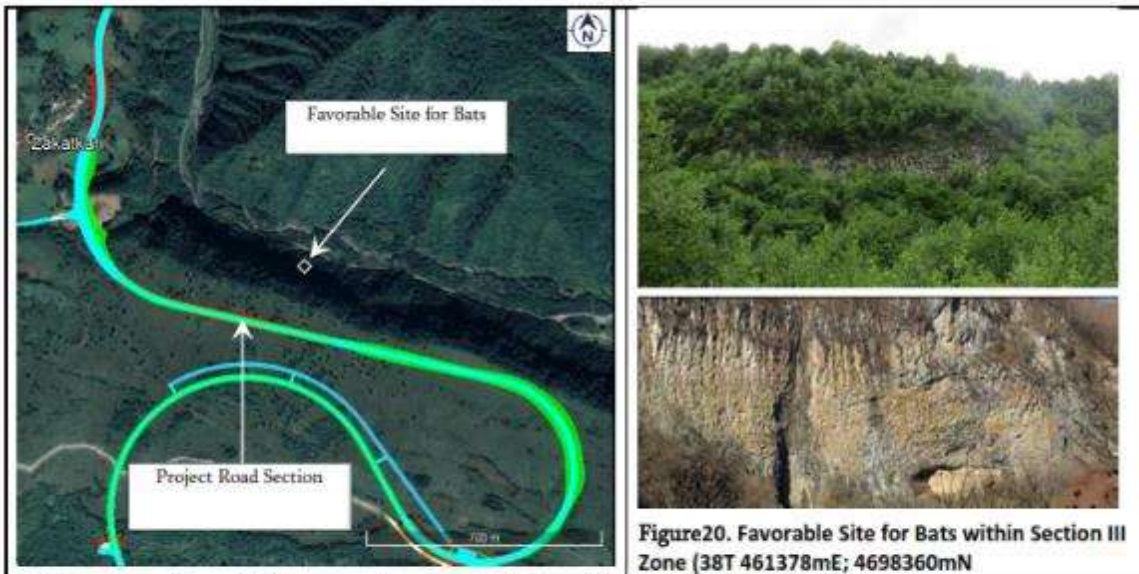 N
Favorable Site for Bats
Zakatkari
Project Road Section
700 m
Figure20. Favorable Site for Bats within Section III
Zone (38T 461378mE; 4698360mN